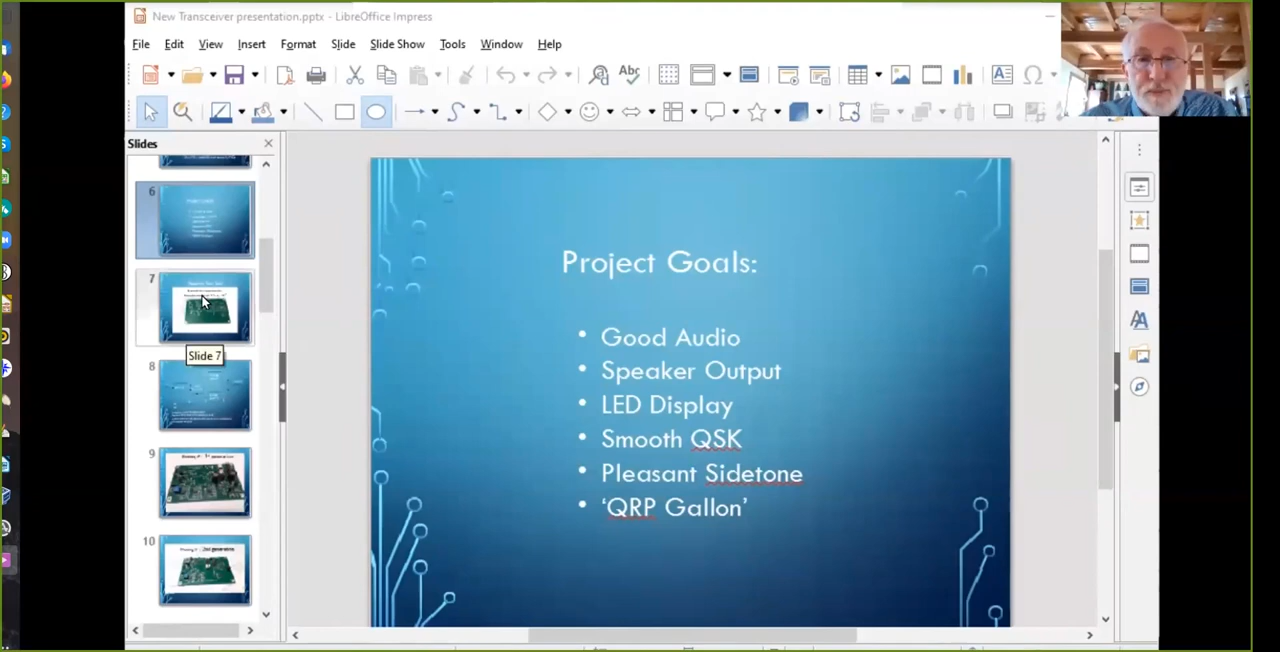 New Transceiver presentation.pptx - LibreOffice Impress
File Edit View Insert Format Slide Slide Show Tools Window Help
Abc
Slides
6
7
Slide 7
8
9
10
Project Goals:
• Good Audio
• Speaker Output
• LED Display
• Smooth QSK
• Pleasant Sidetone
• ‘QRP Gallon’